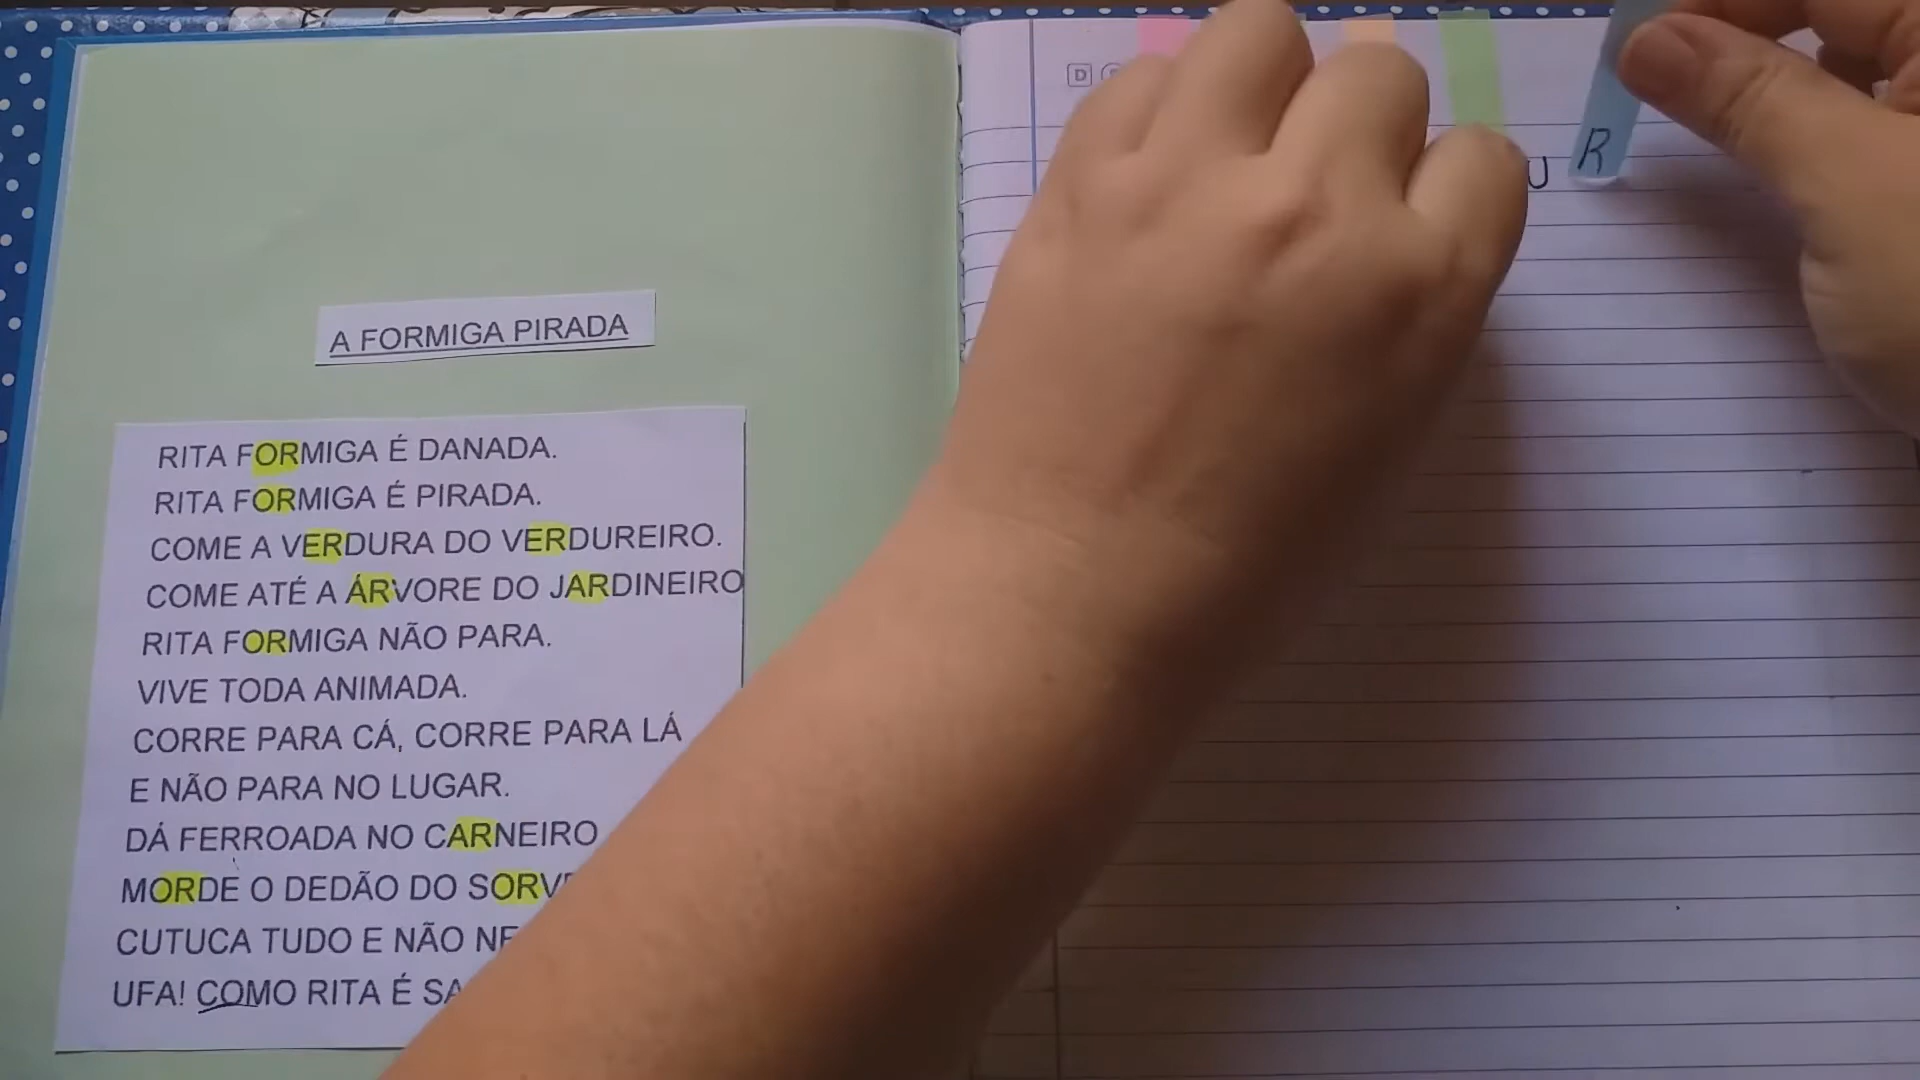 A FORMIGA PIRADA
RITA FORMIGA É DANADA.
RITA FORMIGA É PIRADA.
COME A VERDURA DO VERDUREIRO.
COME ATÉ A ÁRVORE DO JARDINEIRO
RITA FORMIGA NÃO PARA.
VIVE TODA ANIMADA.
CORRE PARA CÁ, CORRE PARA LÁ
E NÃO PARA NO LUGAR.
DÁ FERROADA NO CARNEIRO
MORDE O DEDÃO DO
CUTUCA TUDO E NÃO
UFA! COMO RITA É
D
U R